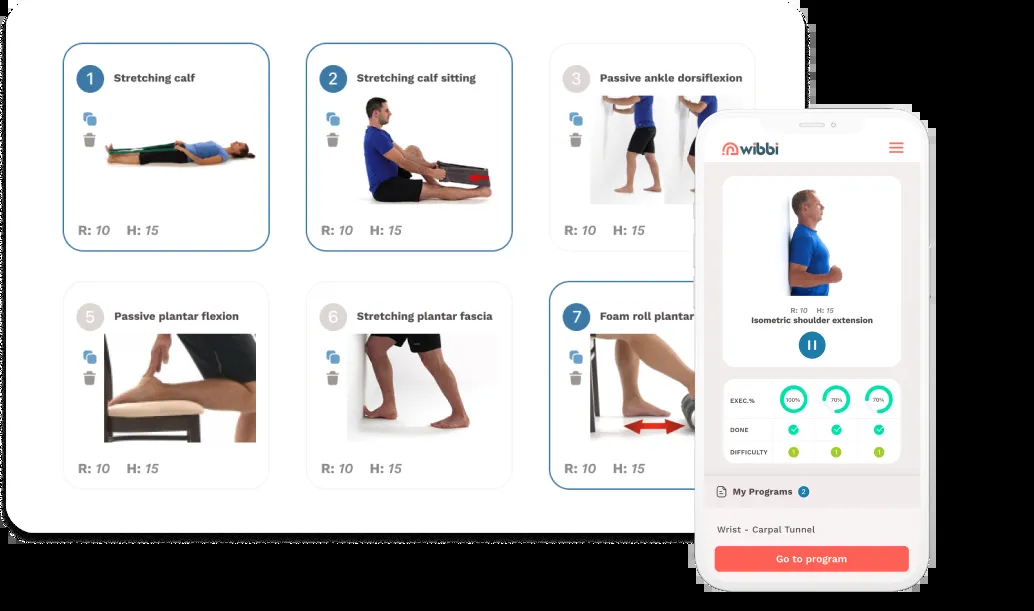 1 Stretching calf
R: 10 H: 15
2 Stretching calf sitting
R: 10 H: 15
3 Passive ankle dorsiflexion
R: 10 H: 15
5 Passive plantar flexion
R: 10 H: 15
6 Stretching plantar fascia
R: 10 H: 15
7 Foam roll plantar
R: 10 H: 15
wibbi
R: 10 H: 15
Isometric shoulder extension
EXEC.% 100% 70% 70%
DONE
DIFFICULTY 1 1 1
My Programs 2
Wrist - Carpal Tunnel
Go to program